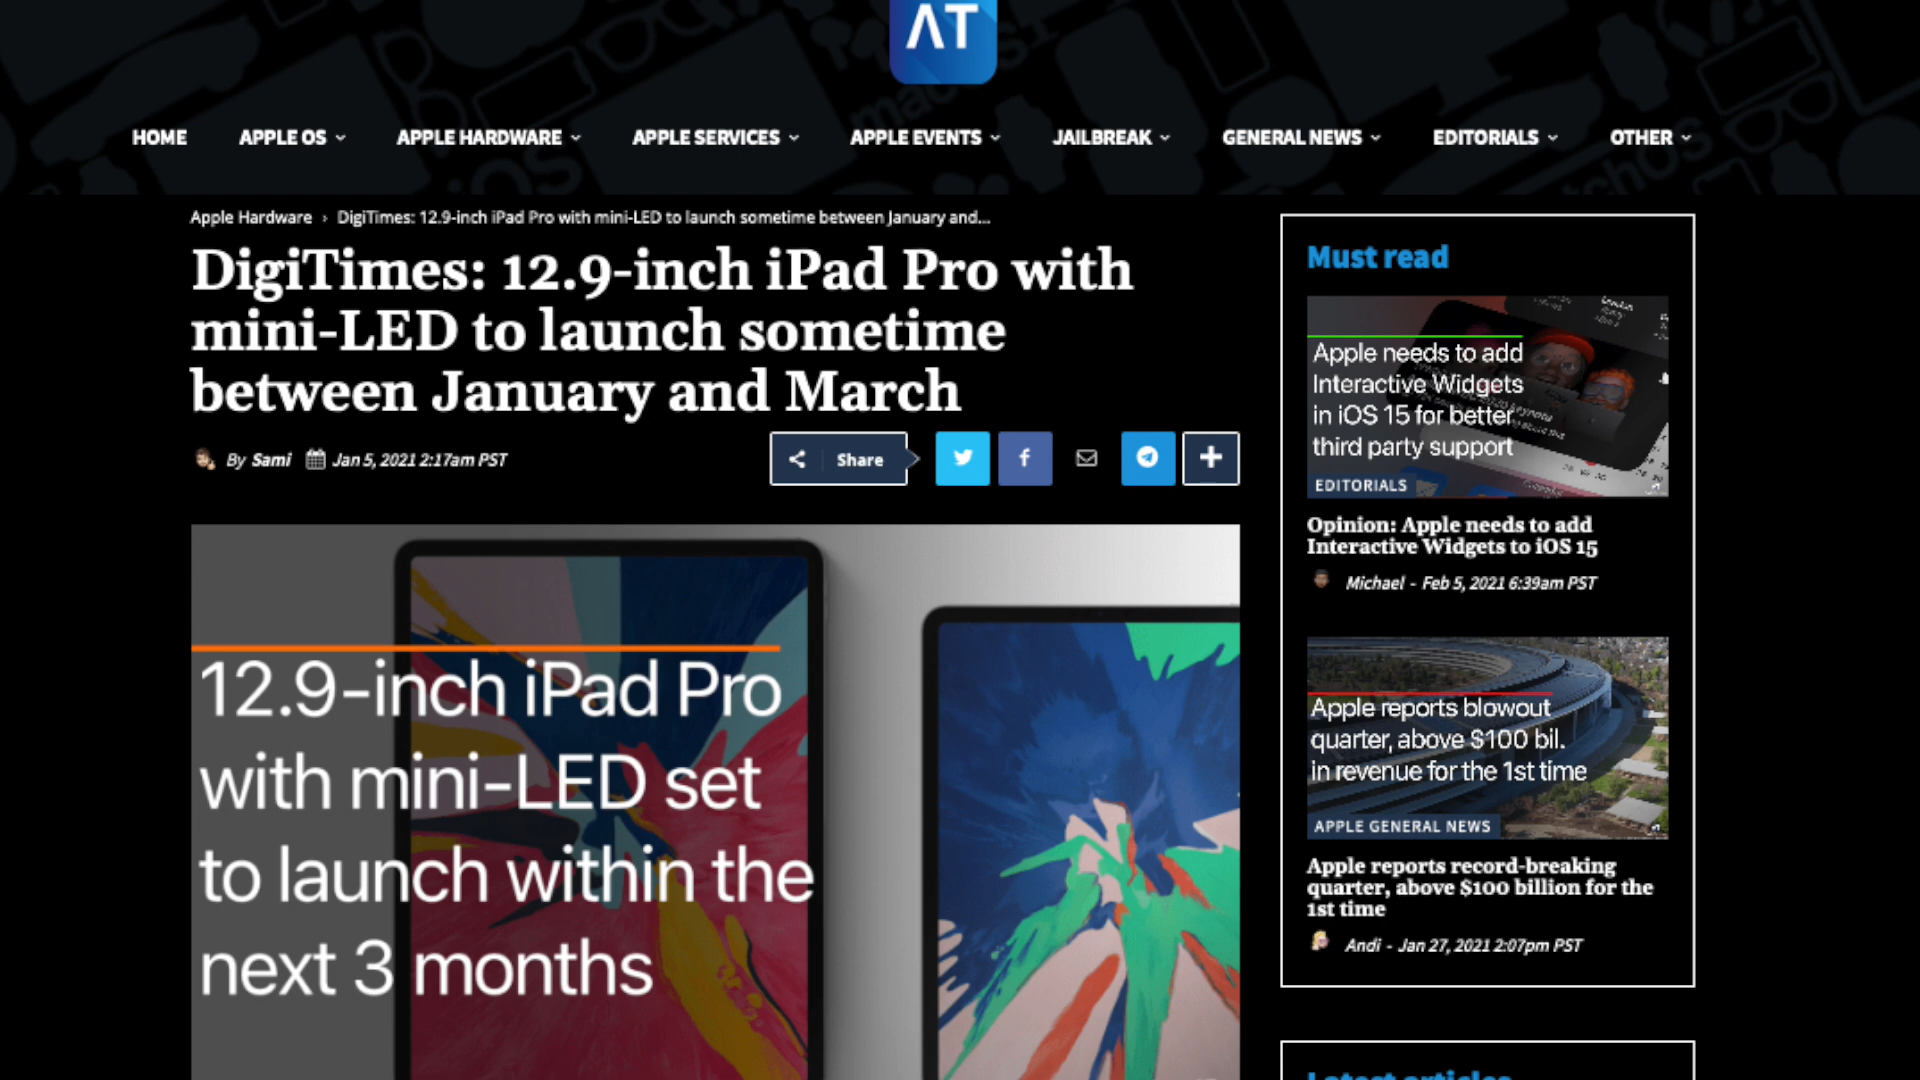 AT
HOME APPLE OS APPLE HARDWARE APPLE SERVICES APPLE EVENTS JAILBREAK GENERAL NEWS EDITORIALS OTHER
Apple Hardware › DigiTimes: 12.9-inch iPad Pro with mini-LED to launch sometime between January and...
DigiTimes: 12.9-inch iPad Pro with
mini-LED to launch sometime
between January and March
By Sami Jan 5, 2021 2:17am PST
Share
12.9-inch iPad Pro
with mini-LED set
to launch within the
next 3 months
Must read
Apple needs to add
Interactive Widgets
in iOS 15 for better
third party support
EDITORIALS
Opinion: Apple needs to add
Interactive Widgets to iOS 15
Michael - Feb 5, 2021 6:39am PST
Apple reports blowout
quarter, above $100 bil.
in revenue for the 1st time
APPLE GENERAL NEWS
Apple reports record-breaking
quarter, above $100 billion for the
1st time
Andi - Jan 27, 2021 2:07pm PST
Latest articles